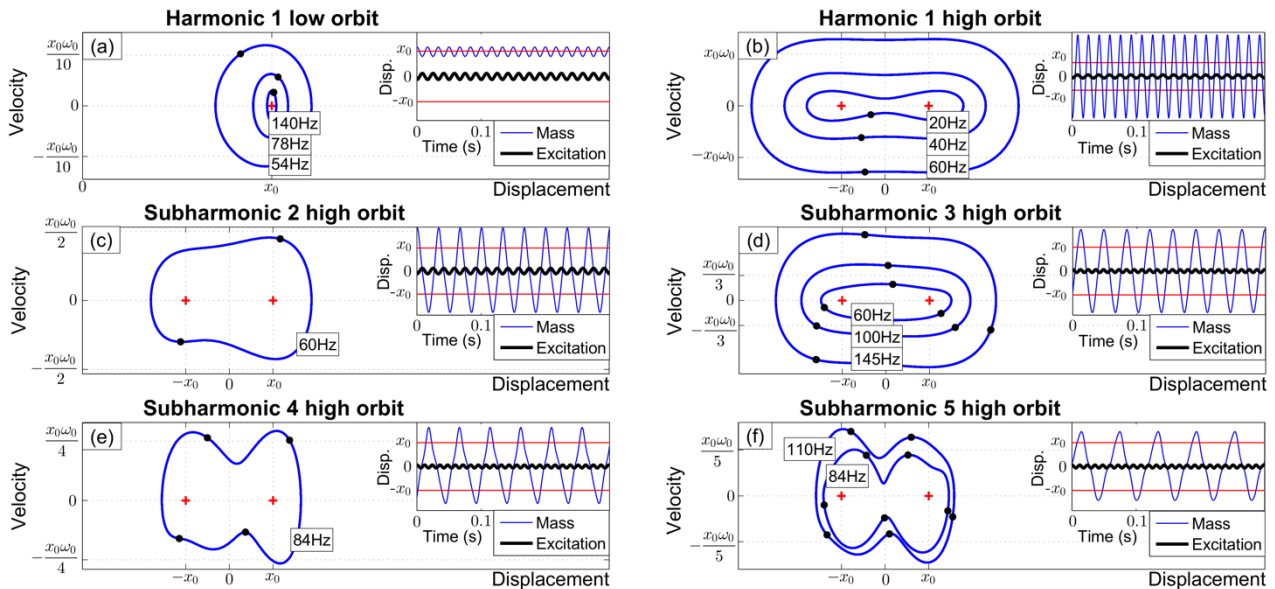 Harmonic 1 low orbit
(a)
Velocity
x₀ω₀/10
0
−x₀ω₀/10
140Hz
78Hz
54Hz
0
x₀
Displacement
Disp.
x₀
0
-x₀
0
0.1
Time (s)
Mass
Excitation
Harmonic 1 high orbit
(b)
Velocity
x₀ω₀
0
−x₀ω₀
20Hz
40Hz
60Hz
−x₀
0
x₀
Displacement
Disp.
x₀
0
-x₀
0
0.1
Time (s)
Mass
Excitation
Subharmonic 2 high orbit
(c)
Velocity
x₀ω₀/2
0
−x₀ω₀/2
60Hz
−x₀
0
x₀
Displacement
Disp.
x₀
0
-x₀
0
0.1
Time (s)
Mass
Excitation
Subharmonic 3 high orbit
(d)
Velocity
x₀ω₀/3
0
−x₀ω₀/3
60Hz
100Hz
145Hz
−x₀
0
x₀
Displacement
Disp.
x₀
0
-x₀
0
0.1
Time (s)
Mass
Excitation
Subharmonic 4 high orbit
(e)
Velocity
x₀ω₀/4
0
−x₀ω₀/4
84Hz
−x₀
0
x₀
Displacement
Disp.
x₀
0
-x₀
0
0.1
Time (s)
Mass
Excitation
Subharmonic 5 high orbit
(f)
Velocity
x₀ω₀/5
0
−x₀ω₀/5
110Hz
84Hz
−x₀
0
x₀
Displacement
Disp.
x₀
0
-x₀
0
0.1
Time (s)
Mass
Excitation